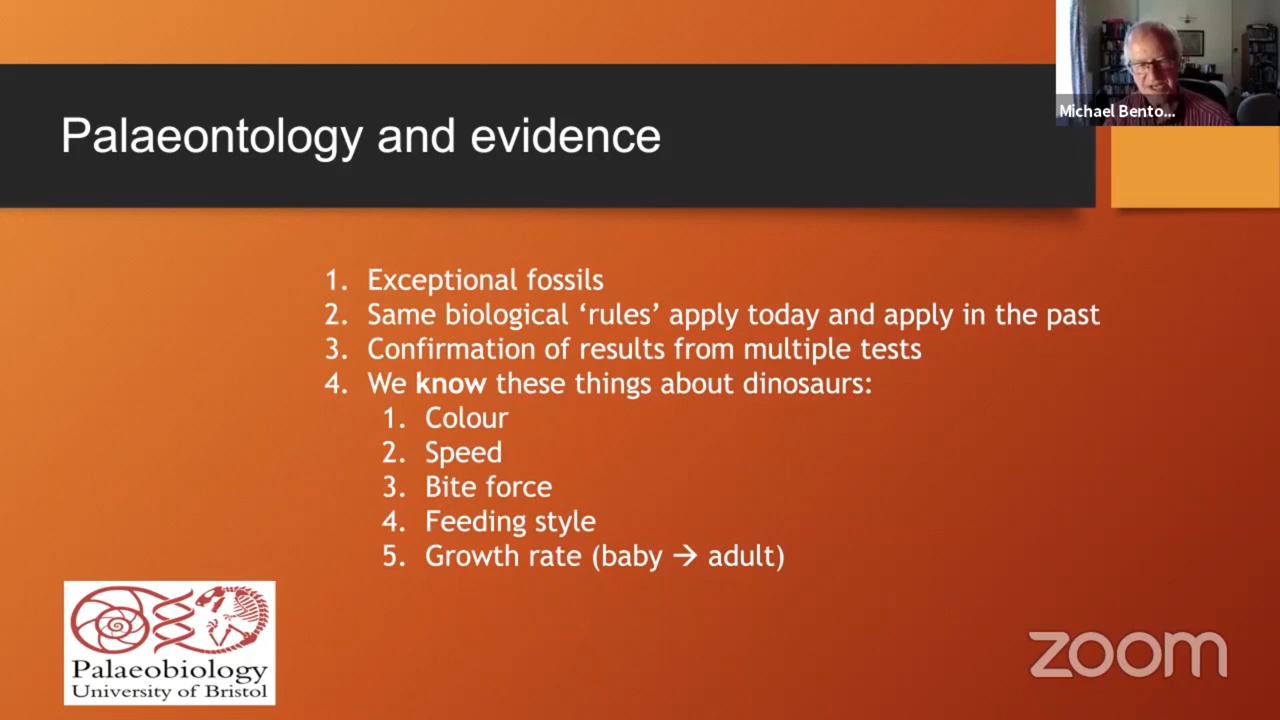 Michael Bento...
Palaeontology and evidence
1. Exceptional fossils
2. Same biological ‘rules’ apply today and apply in the past
3. Confirmation of results from multiple tests
4. We know these things about dinosaurs:
1. Colour
2. Speed
3. Bite force
4. Feeding style
5. Growth rate (baby → adult)
Palaeobiology
University of Bristol
zoom